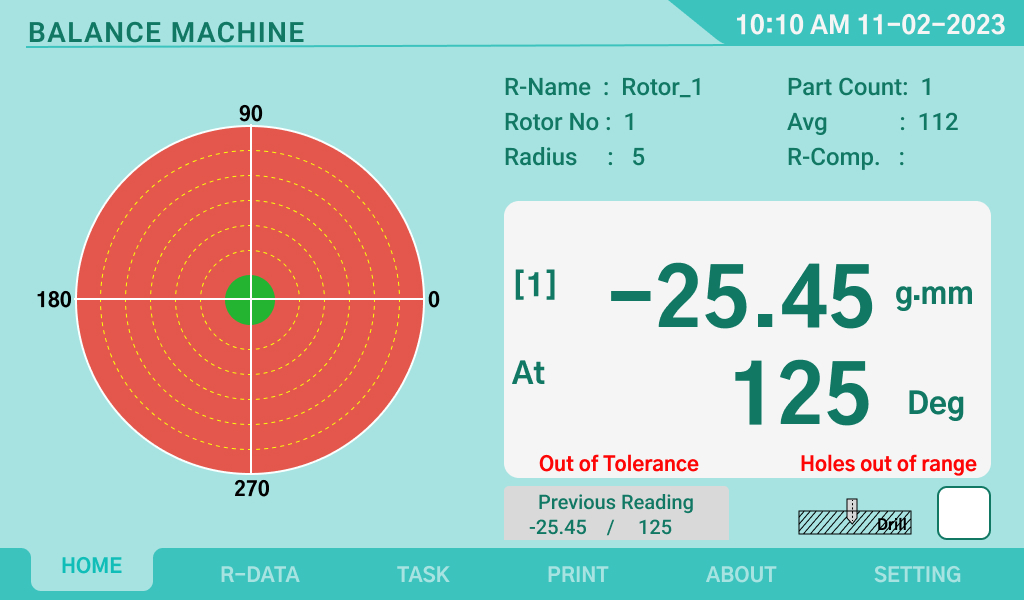 BALANCE MACHINE
10:10 AM 11-02-2023
R-Name : Rotor_1
Part Count: 1
Rotor No : 1
Avg : 112
Radius : 5
R-Comp. :
90
180
0
270
[1] -25.45 g.mm
At 125 Deg
Out of Tolerance
Holes out of range
Previous Reading
-25.45 / 125
Drill
HOME
R-DATA
TASK
PRINT
ABOUT
SETTING